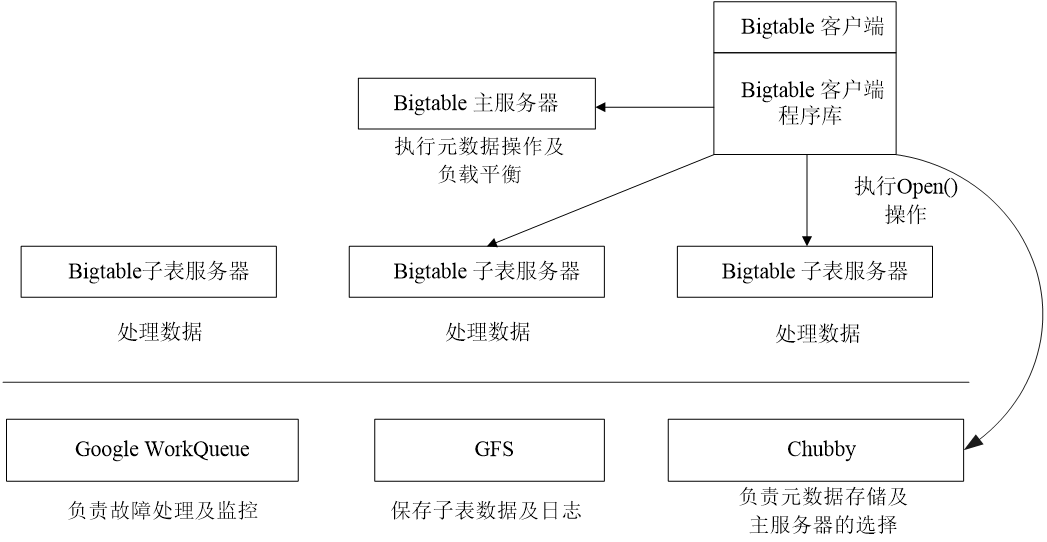 Bigtable 客户端
Bigtable 客户端
程序库
Bigtable 主服务器
执行元数据操作及
负载平衡
执行Open()
操作
Bigtable子表服务器
Bigtable 子表服务器
Bigtable 子表服务器
处理数据
处理数据
处理数据
Google WorkQueue
GFS
Chubby
负责故障处理及监控
保存子表数据及日志
负责元数据存储及
主服务器的选择